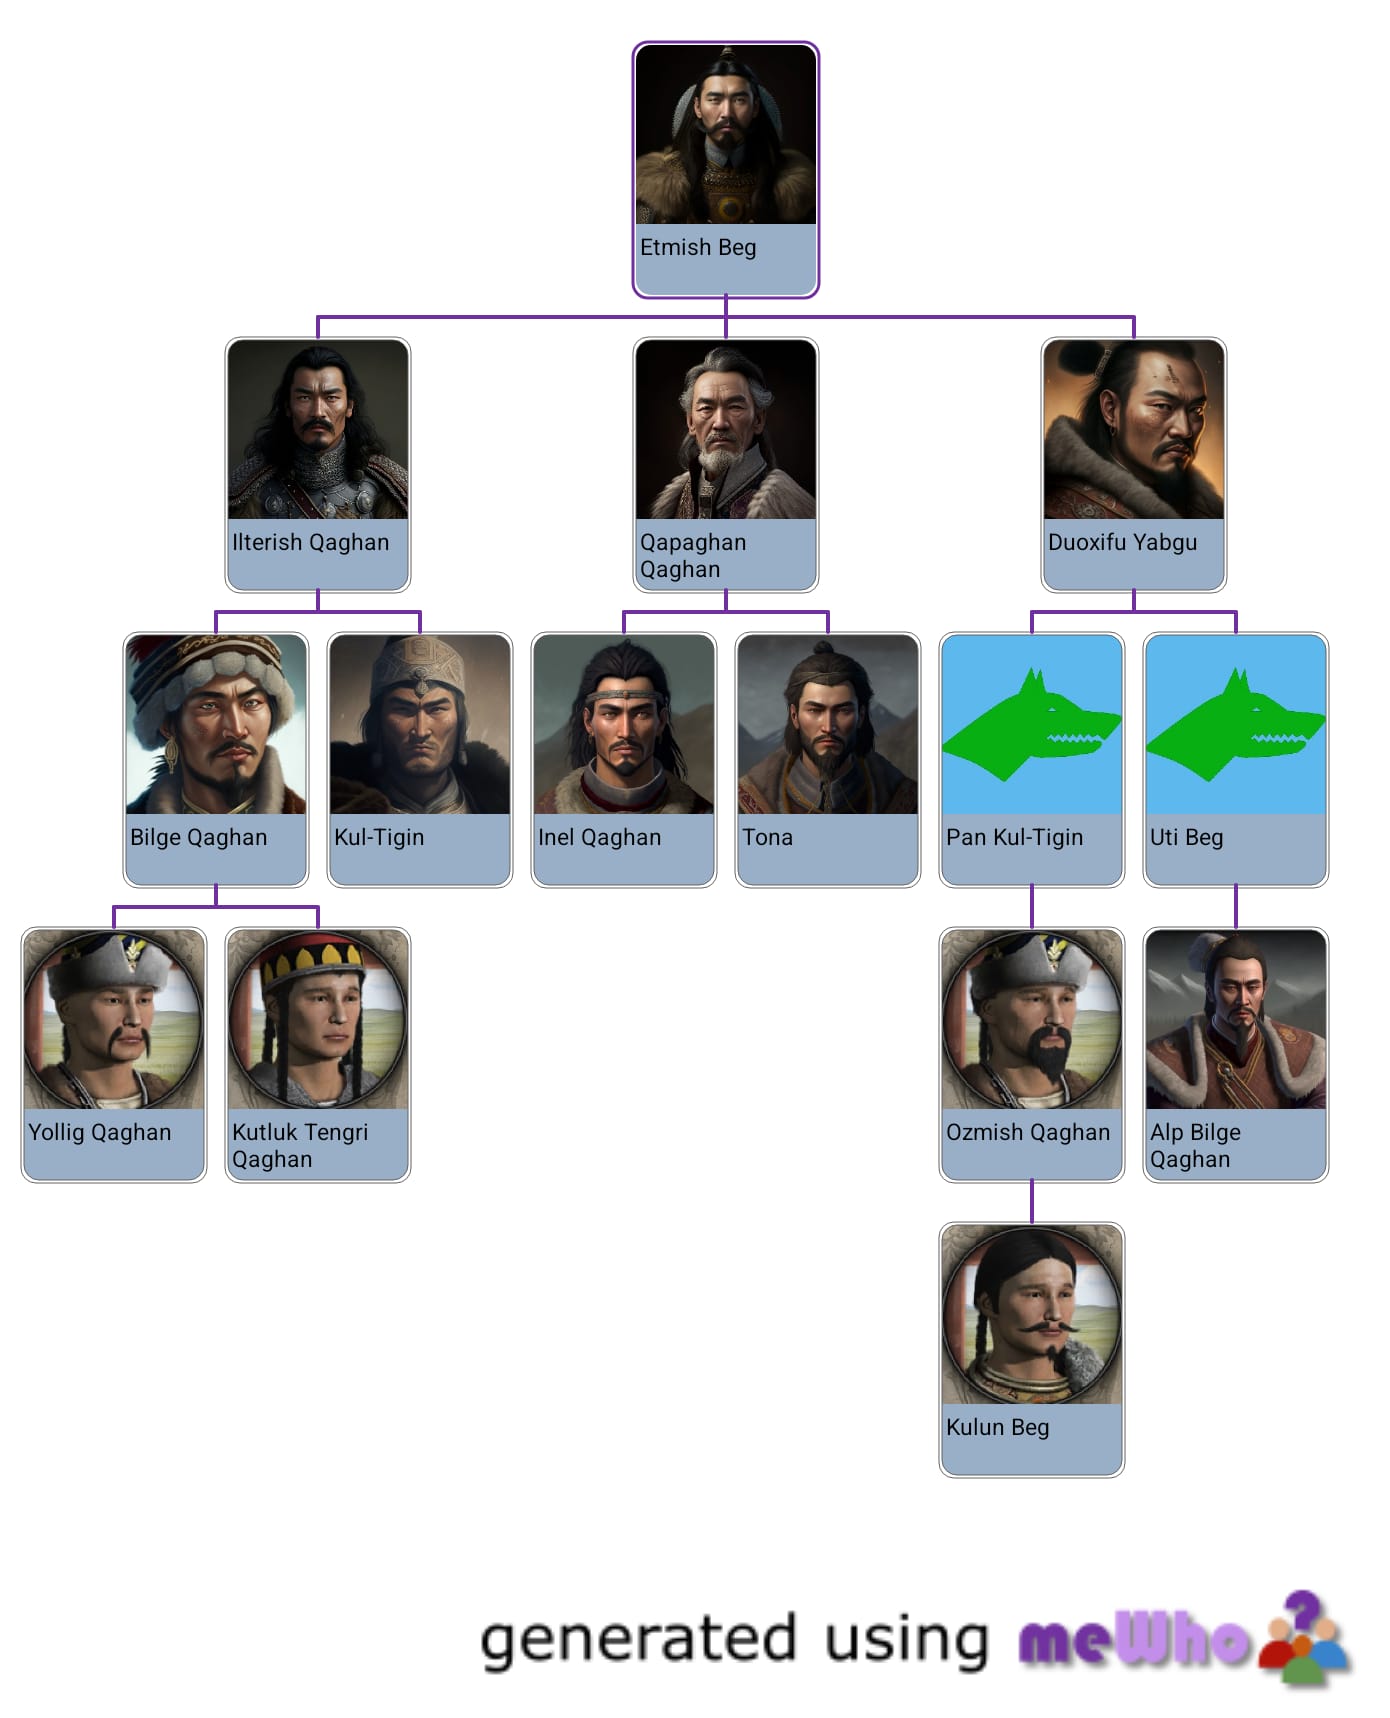 Etmish Beg
Ilterish Qaghan
Qapaghan
Qaghan
Duoxifu Yabgu
Bilge Qaghan
Kul-Tigin
Inel Qaghan
Tona
Pan Kul-Tigin
Uti Beg
Yollig Qaghan
Kutluk Tengri
Qaghan
Ozmish Qaghan
Alp Bilge
Qaghan
Kulun Beg
generated using meWho?